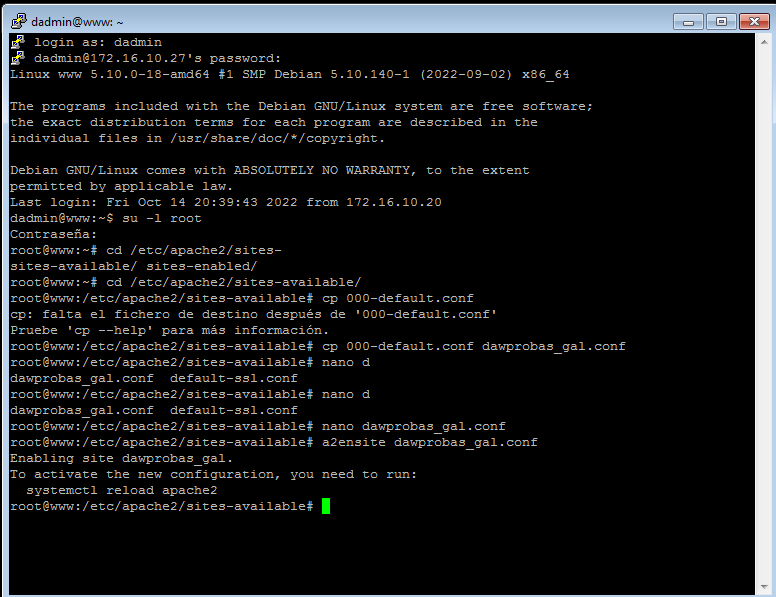 dadmin@www: ~
login as: dadmin
dadmin@172.16.10.27's password:
Linux www 5.10.0-18-amd64 #1 SMP Debian 5.10.140-1 (2022-09-02) x86_64
The programs included with the Debian GNU/Linux system are free software;
the exact distribution terms for each program are described in the
individual files in /usr/share/doc/*/copyright.
Debian GNU/Linux comes with ABSOLUTELY NO WARRANTY, to the extent
permitted by applicable law.
Last login: Fri Oct 14 20:39:43 2022 from 172.16.10.20
dadmin@www:~$ su -l root
Contraseña:
root@www:~# cd /etc/apache2/sites-
sites-available/ sites-enabled/
root@www:~# cd /etc/apache2/sites-available/
root@www:/etc/apache2/sites-available# cp 000-default.conf
cp: falta el fichero de destino después de '000-default.conf'
Pruebe 'cp --help' para más información.
root@www:/etc/apache2/sites-available# cp 000-default.conf dawprobas_gal.conf
root@www:/etc/apache2/sites-available# nano d
dawprobas_gal.conf  default-ssl.conf
root@www:/etc/apache2/sites-available# nano d
dawprobas_gal.conf  default-ssl.conf
root@www:/etc/apache2/sites-available# nano dawprobas_gal.conf
root@www:/etc/apache2/sites-available# a2ensite dawprobas_gal.conf
Enabling site dawprobas_gal.
To activate the new configuration, you need to run:
  systemctl reload apache2
root@www:/etc/apache2/sites-available#